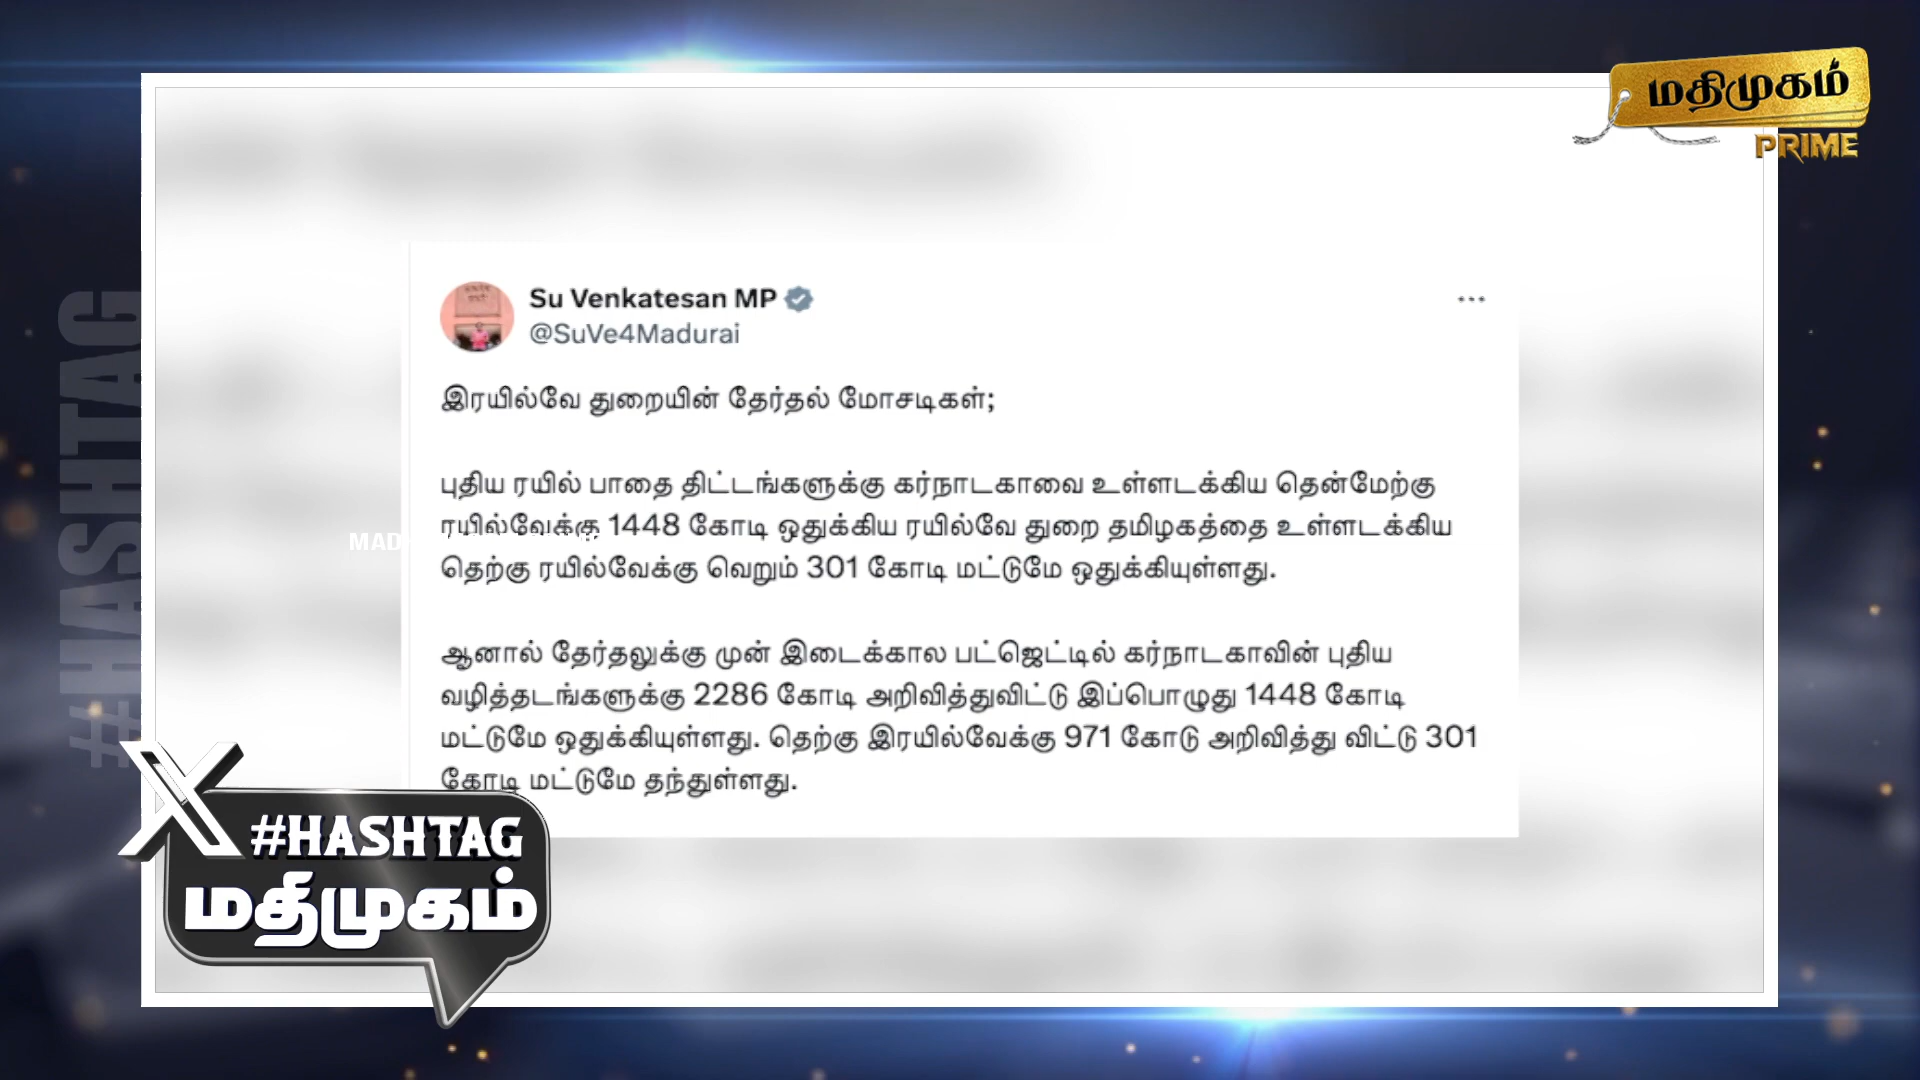 மதிமுகம்
PRIME
#HASHTAG
Su Venkatesan MP
@SuVe4Madurai
இரயில்வே துறையின் தேர்தல் மோசடிகள்;
புதிய ரயில் பாதை திட்டங்களுக்கு கர்நாடகாவை உள்ளடக்கிய தென்மேற்கு
ரயில்வேக்கு 1448 கோடி ஒதுக்கிய ரயில்வே துறை தமிழகத்தை உள்ளடக்கிய
தெற்கு ரயில்வேக்கு வெறும் 301 கோடி மட்டுமே ஒதுக்கியுள்ளது.
ஆனால் தேர்தலுக்கு முன் இடைக்கால பட்ஜெட்டில் கர்நாடகாவின் புதிய
வழித்தடங்களுக்கு 2286 கோடி அறிவித்துவிட்டு இப்பொழுது 1448 கோடி
மட்டுமே ஒதுக்கியுள்ளது. தெற்கு இரயில்வேக்கு 971 கோடு அறிவித்து விட்டு 301
கோடி மட்டுமே தந்துள்ளது.
X
#HASHTAG
மதிமுகம்